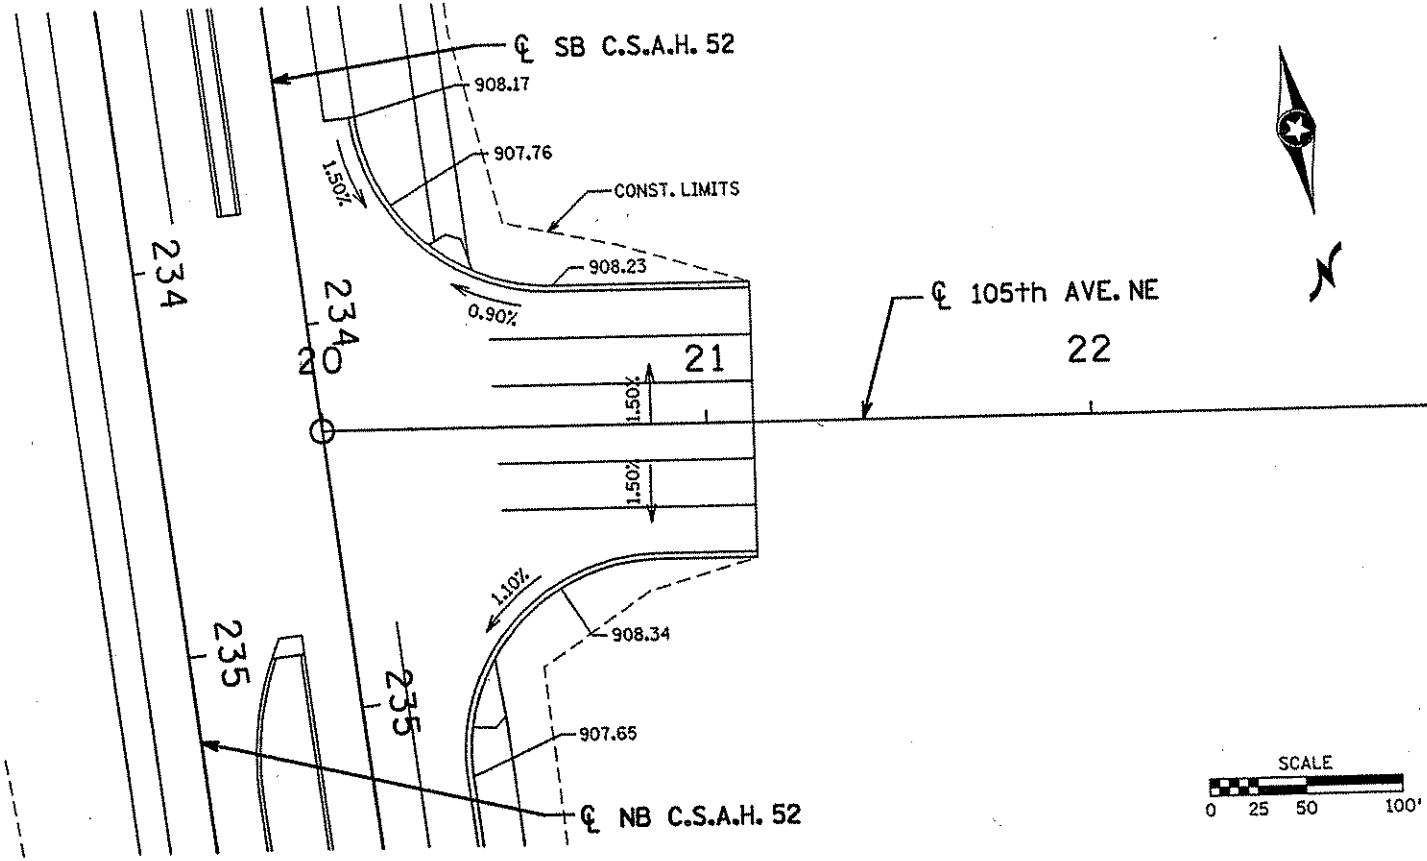 ℄ SB C.S.A.H. 52
908.17
907.76
1.50%
CONST. LIMITS
234
908.23
234
0.90%
℄ 105th AVE. NE
20
21
22
1.50%
1.50%
1.10%
908.34
235
235
907.65
℄ NB C.S.A.H. 52
SCALE
0 25 50 100'
N